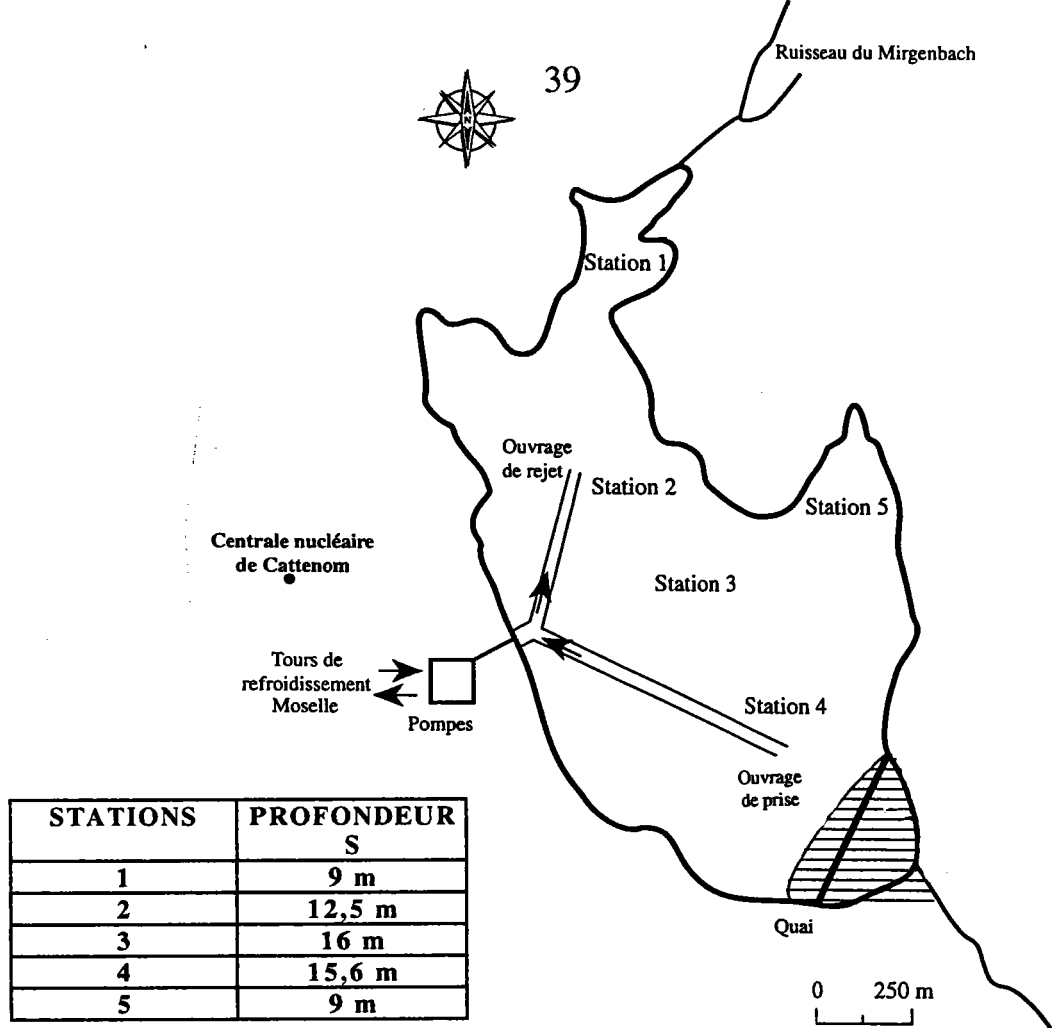 Ruisseau du Mirgenbach
39
N
Station 1
Ouvrage
de rejet
Station 2
Station 5
Centrale nucléaire
de Cattenom
Station 3
Tours de
refroidissement
Moselle
Pompes
Station 4
Ouvrage
de prise
STATIONS PROFONDEUR
S
1 9 m
2 12,5 m
3 16 m
4 15,6 m
5 9 m
Quai
0 250 m